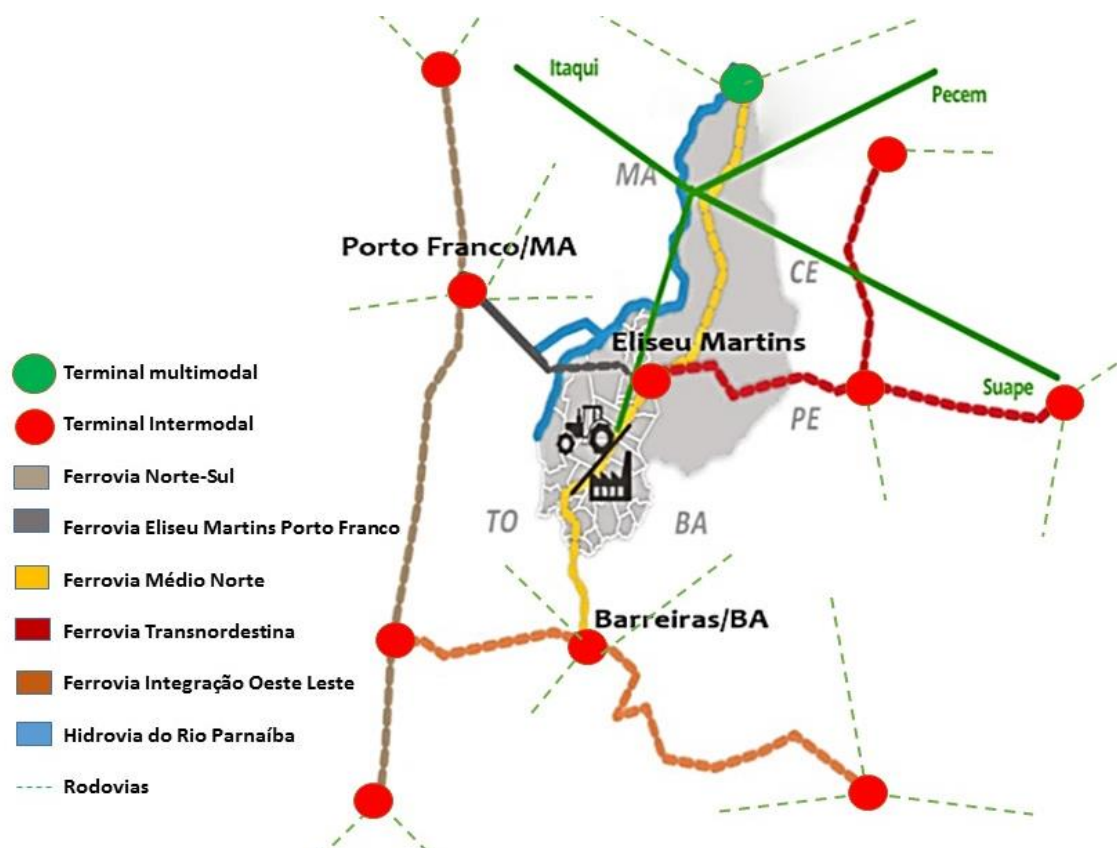 Itaqui
Pecem
MA
Porto Franco/MA
CE
Eliseu Martins
Suape
PE
TO
BA
Barreiras/BA
Terminal multimodal
Terminal Intermodal
Ferrovia Norte-Sul
Ferrovia Eliseu Martins Porto Franco
Ferrovia Médio Norte
Ferrovia Transnordestina
Ferrovia Integração Oeste Leste
Hidrovia do Rio Parnaíba
Rodovias